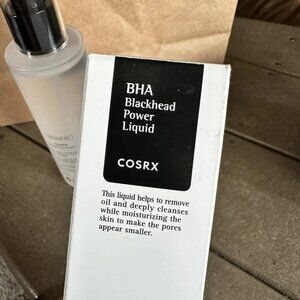 BHA
Blackhead
Power
Liquid
COSRX
This liquid helps to remove
oil and deeply cleanses
while moisturizing the
skin to make the pores
appear smaller.